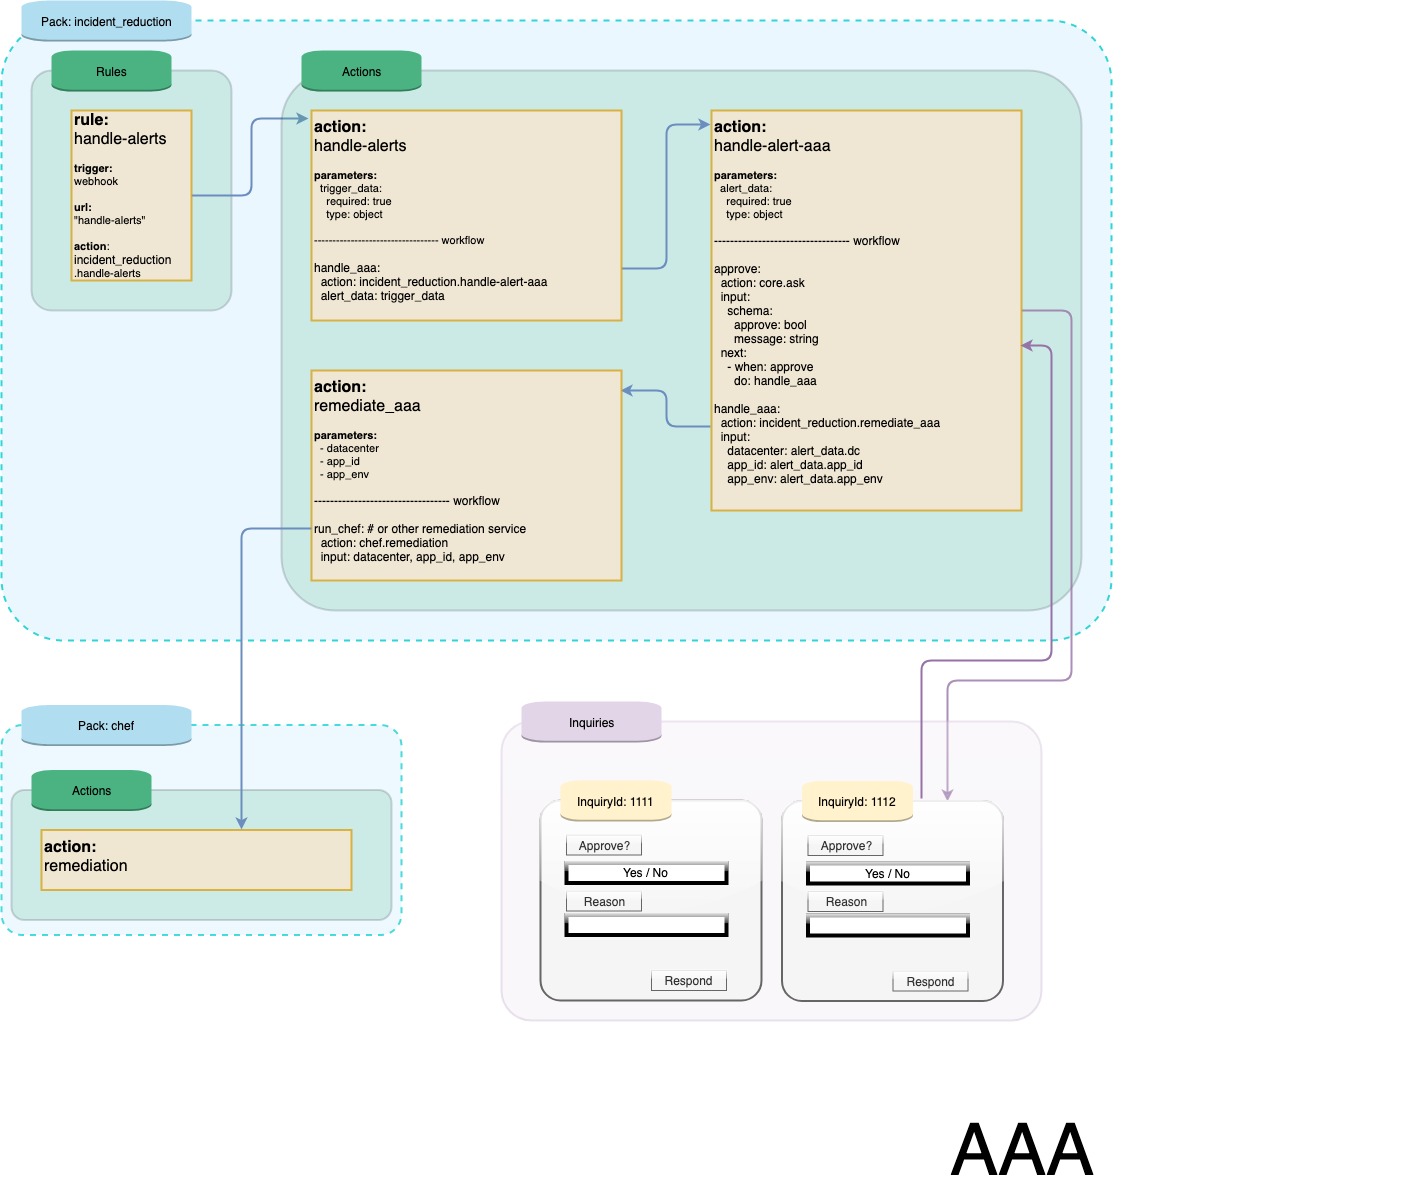 Pack: incident_reduction
Rules
rule:
handle-alerts
trigger:
webhook
url:
"handle-alerts"
action:
incident_reduction
.handle-alerts
Actions
action:
handle-alerts
parameters:
trigger_data:
required: true
type: object
---------------------------------- workflow
handle_aaa:
action: incident_reduction.handle-alert-aaa
alert_data: trigger_data
action:
handle-alert-aaa
parameters:
alert_data:
required: true
type: object
---------------------------------- workflow
approve:
action: core.ask
input:
schema:
approve: bool
message: string
next:
- when: approve
do: handle_aaa
handle_aaa:
action: incident_reduction.remediate_aaa
input:
datacenter: alert_data.dc
app_id: alert_data.app_id
app_env: alert_data.app_env
action:
remediate_aaa
parameters:
- datacenter
- app_id
- app_env
---------------------------------- workflow
run_chef: # or other remediation service
action: chef.remediation
input: datacenter, app_id, app_env
Pack: chef
Actions
action:
remediation
Inquiries
InquiryId: 1111
Approve?
Yes / No
Reason
Respond
InquiryId: 1112
Approve?
Yes / No
Reason
Respond
AAA